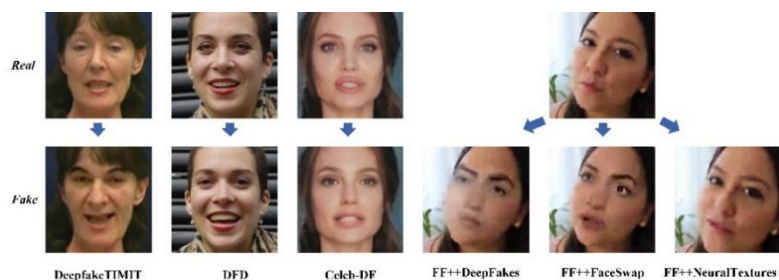 Real
Fake
DeepfakeTIMIT DFD Celeb-DF FF++DeepFakes FF++FaceSwap FF++NeuralTextures